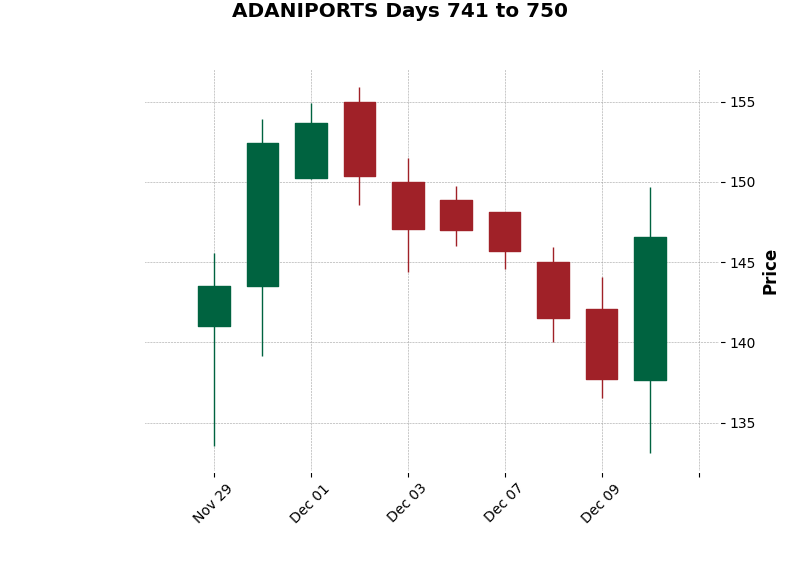 ADANIPORTS Days 741 to 750
155
150
145
140
135
Price
Nov 29
Dec 01
Dec 03
Dec 07
Dec 09